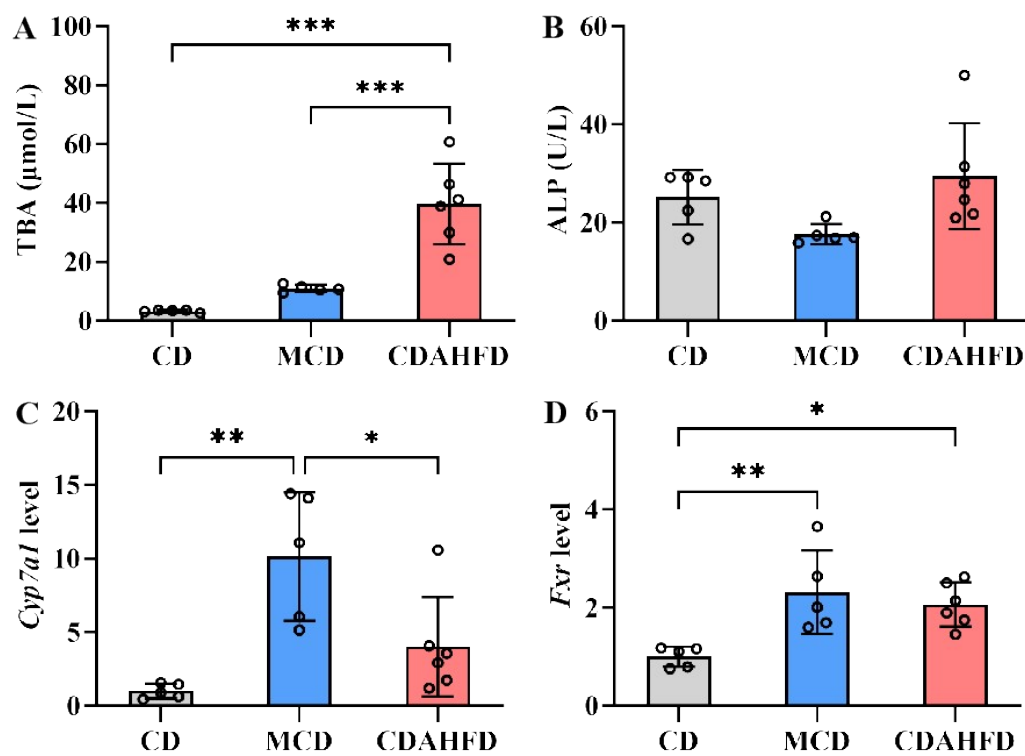 A
TBA (μmol/L)
100
80
60
40
20
0
***
***
CD
MCD
CDAHFD
B
ALP (U/L)
60
40
20
0
CD
MCD
CDAHFD
C
Cyp7a1 level
20
15
10
5
0
**
*
CD
MCD
CDAHFD
D
Fxr level
6
4
2
0
*
**
CD
MCD
CDAHFD